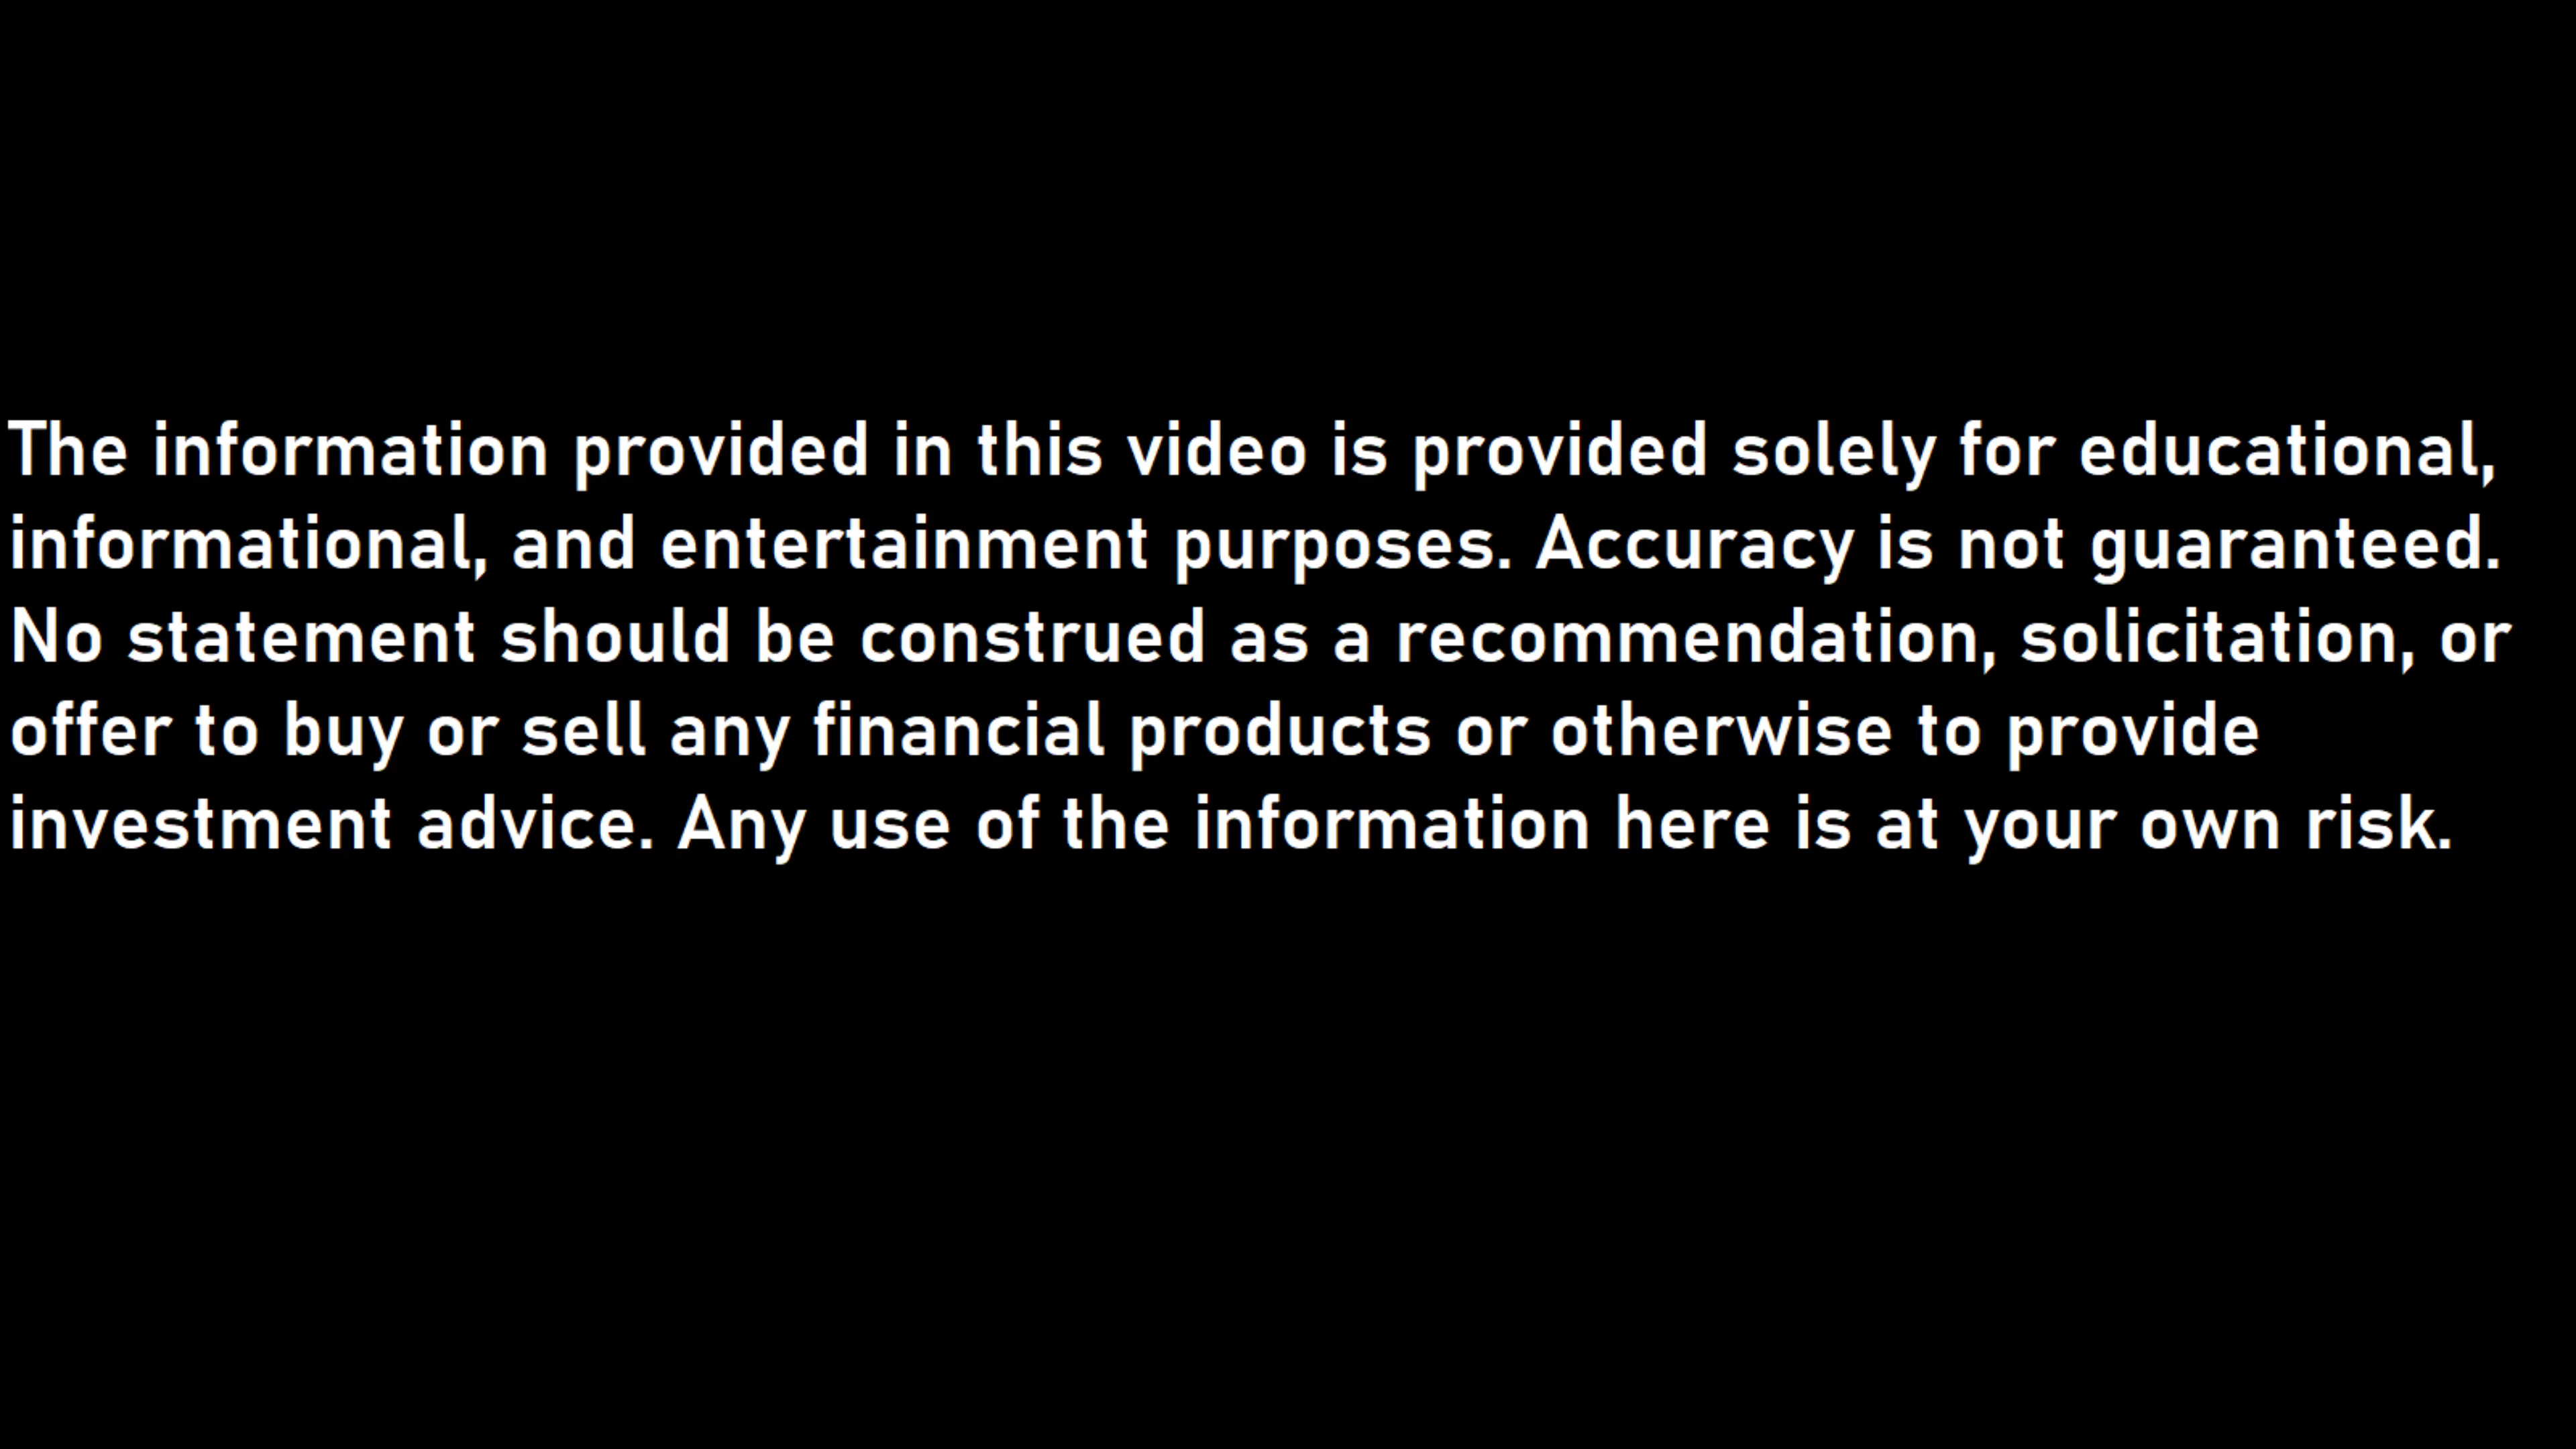 The information provided in this video is provided solely for educational,
informational, and entertainment purposes. Accuracy is not guaranteed.
No statement should be construed as a recommendation, solicitation, or
offer to buy or sell any financial products or otherwise to provide
investment advice. Any use of the information here is at your own risk.